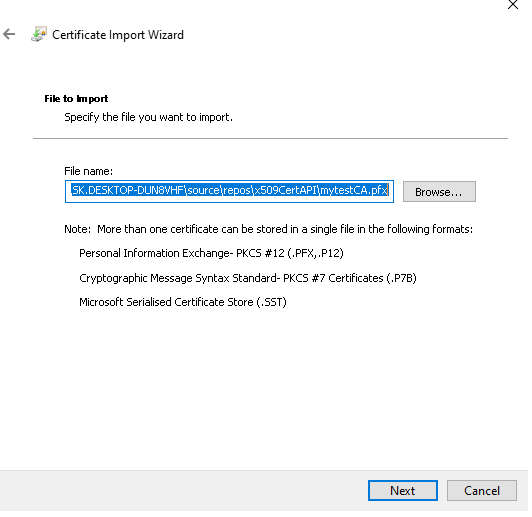 Certificate Import Wizard
File to Import
Specify the file you want to import.
File name:
SK.DESKTOP-DUN8VHF\source\repos\x509CertAPI\mytestCA.pfx
Browse...
Note:  More than one certificate can be stored in a single file in the following formats:
Personal Information Exchange- PKCS #12 (.PFX,.P12)
Cryptographic Message Syntax Standard- PKCS #7 Certificates (.P7B)
Microsoft Serialised Certificate Store (.SST)
Next
Cancel